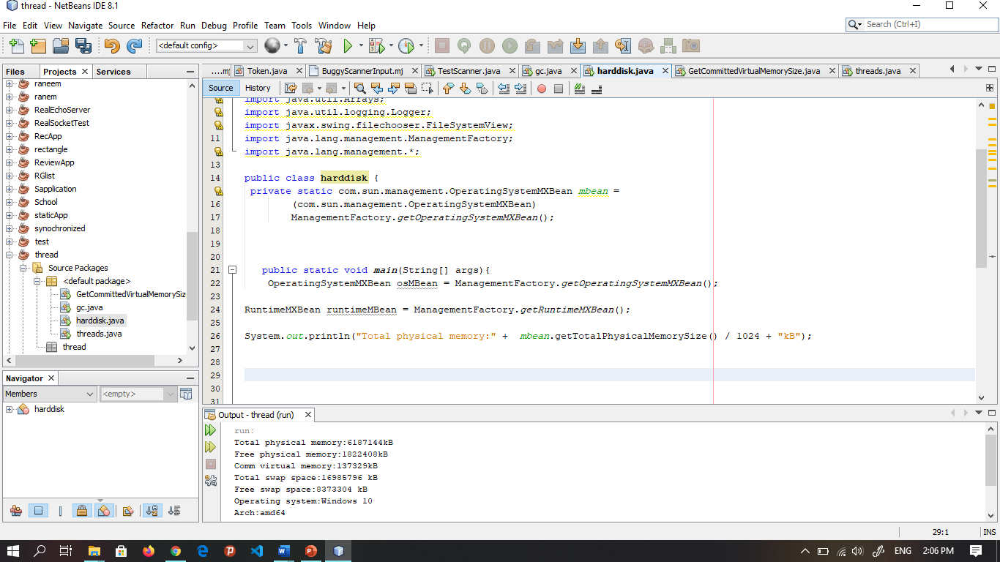 thread - NetBeans IDE 8.1
File Edit View Navigate Source Refactor Run Debug Profile Team Tools Window Help
Search (Ctrl+I)
<default config>
Files Projects Services
raneem
ranem
RealEchoServer
RealSocketTest
RecApp
rectangle
ReviewApp
RGlist
Sapplication
School
staticApp
synochronized
test
thread
Source Packages
<default package>
GetCommittedVirtualMemorySiz
gc.java
harddisk.java
threads.java
thread
Navigator
Members
<empty>
harddisk
....mj Token.java BuggyScannerInput.mj TestScanner.java gc.java harddisk.java GetCommittedVirtualMemorySize.java threads.java
Source History
import java.util.Arrays;
import java.util.logging.Logger;
import javax.swing.filechooser.FileSystemView;
11 import java.lang.management.ManagementFactory;
import java.lang.management.*;
13
14 public class harddisk {
private static com.sun.management.OperatingSystemMXBean mbean =
16 (com.sun.management.OperatingSystemMXBean)
17 ManagementFactory.getOperatingSystemMXBean();
18
19
20
21 public static void main(String[] args){
22 OperatingSystemMXBean osMBean = ManagementFactory.getOperatingSystemMXBean();
23
24 RuntimeMXBean runtimeMBean = ManagementFactory.getRuntimeMXBean();
25
26 System.out.println("Total physical memory:" + mbean.getTotalPhysicalMemorySize() / 1024 + "kB");
27
28
29
30
31
Output - thread (run)
run:
Total physical memory:6187144kB
Free physical memory:1822408kB
Comm virtual memory:137329kB
Total swap space:16985796 kB
Free swap space:8373304 kB
Operating system:Windows 10
Arch:amd64
29:1 INS
ENG 2:06 PM